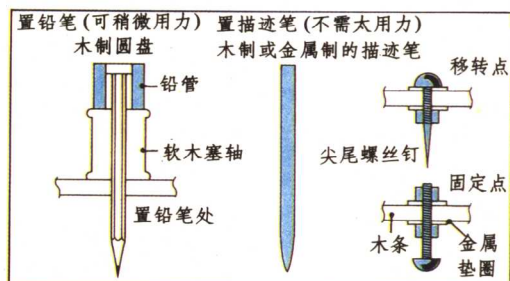 置铅笔(可稍微用力)
木制圆盘
铅管
软木塞轴
置铅笔处
置描迹笔(不需太用力)
木制或金属制的描迹笔
移转点
尖尾螺丝钉
固定点
木条
金属
垫圈